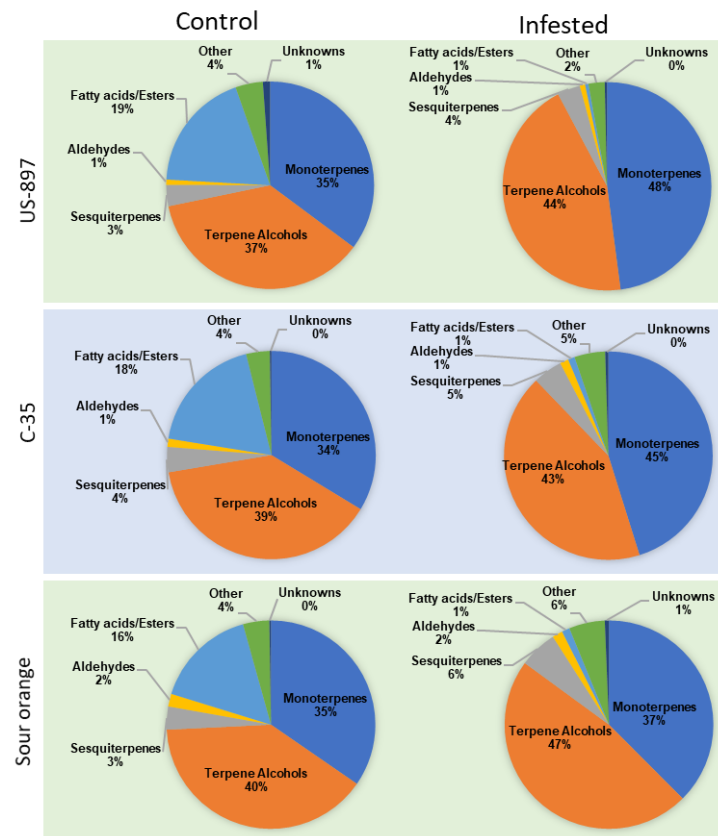 Control
Infested
US-897
Other
4%
Unknowns
1%
Fatty acids/Esters
19%
Aldehydes
1%
Sesquiterpenes
3%
Monoterpenes
35%
Terpene Alcohols
37%
Fatty acids/Esters
1%
Other
2%
Unknowns
0%
Aldehydes
1%
Sesquiterpenes
4%
Terpene Alcohols
44%
Monoterpenes
48%
C-35
Other
4%
Unknowns
0%
Fatty acids/Esters
18%
Aldehydes
1%
Sesquiterpenes
4%
Monoterpenes
34%
Terpene Alcohols
39%
Fatty acids/Esters
1%
Other
5%
Unknowns
0%
Aldehydes
1%
Sesquiterpenes
5%
Monoterpenes
45%
Terpene Alcohols
43%
Sour orange
Other
4%
Unknowns
0%
Fatty acids/Esters
16%
Aldehydes
2%
Sesquiterpenes
3%
Monoterpenes
35%
Terpene Alcohols
40%
Fatty acids/Esters
1%
Other
6%
Unknowns
1%
Aldehydes
2%
Sesquiterpenes
6%
Monoterpenes
37%
Terpene Alcohols
47%